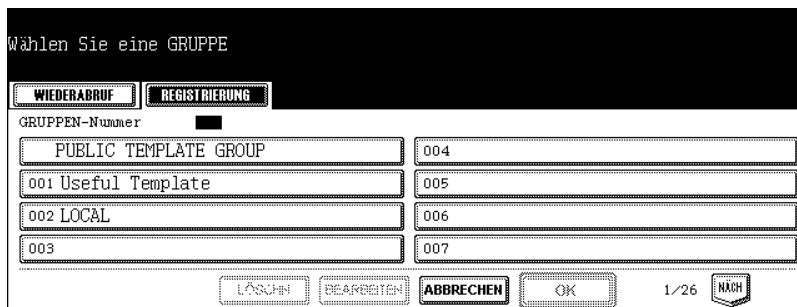 Wählen Sie eine GRUPPE
WIEDERABRUF REGISTRIERUNG
GRUPPEN-Nummer
PUBLIC TEMPLATE GROUP 004
001 Useful Template 005
002 LOCAL 006
003 007
LÖSCHN BEARBEITEN ABBRECHEN OK 1/26 NÄCH